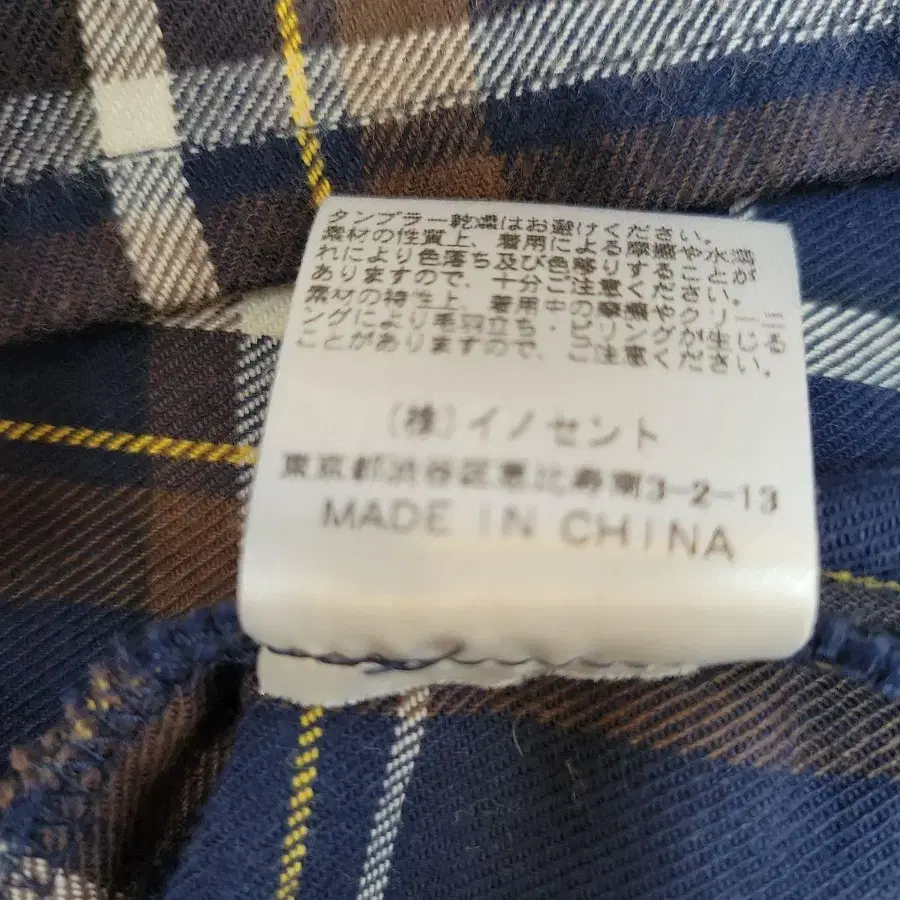 タンブラー乾燥はお避けください。
素材の性質上、着用による摩擦や水濡
れにより色落ち及び色移りすることが
ありますので、十分ご注意ください。
素材の特性上、着用中の摩擦やクリーニ
ングにより毛羽立ち・ピリングが生じる
ことがありますので、ご注意ください。
(株)イノセント
東京都渋谷区恵比寿南3-2-13
MADE IN CHINA